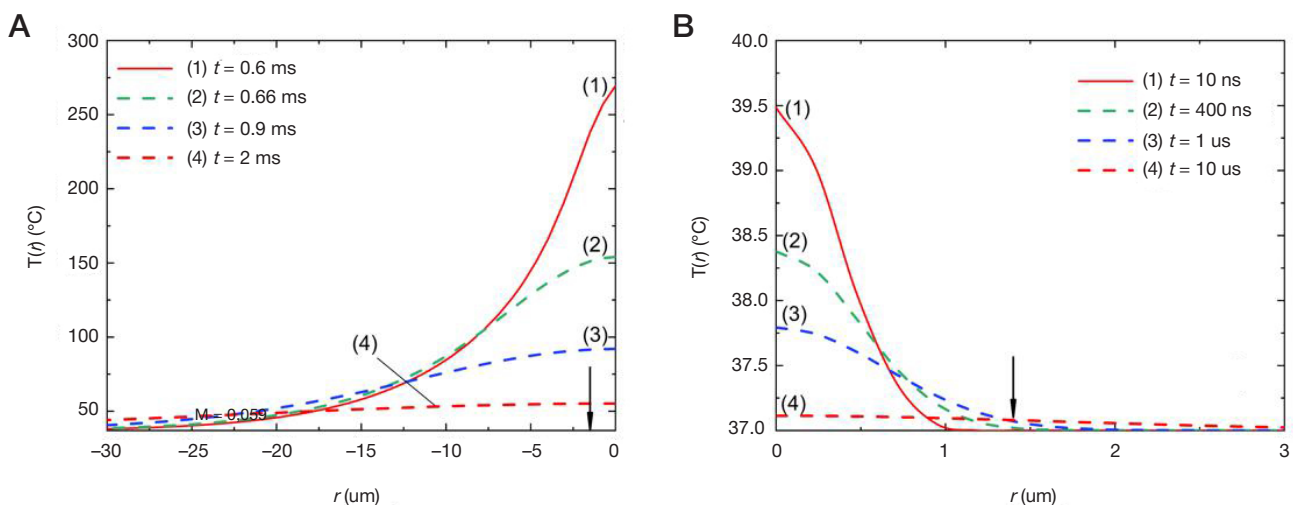 A
300
250
200
150
100
50
−30
−25
−20
−15
−10
−5
0
T(r) (°C)
r (um)
(1) t = 0.6 ms
(2) t = 0.66 ms
(3) t = 0.9 ms
(4) t = 2 ms
(1)
(2)
(3)
(4)
M = 0.059
B
40.0
39.5
39.0
38.5
38.0
37.5
37.0
0
1
2
3
T(r) (°C)
r (um)
(1) t = 10 ns
(2) t = 400 ns
(3) t = 1 us
(4) t = 10 us
(1)
(2)
(3)
(4)